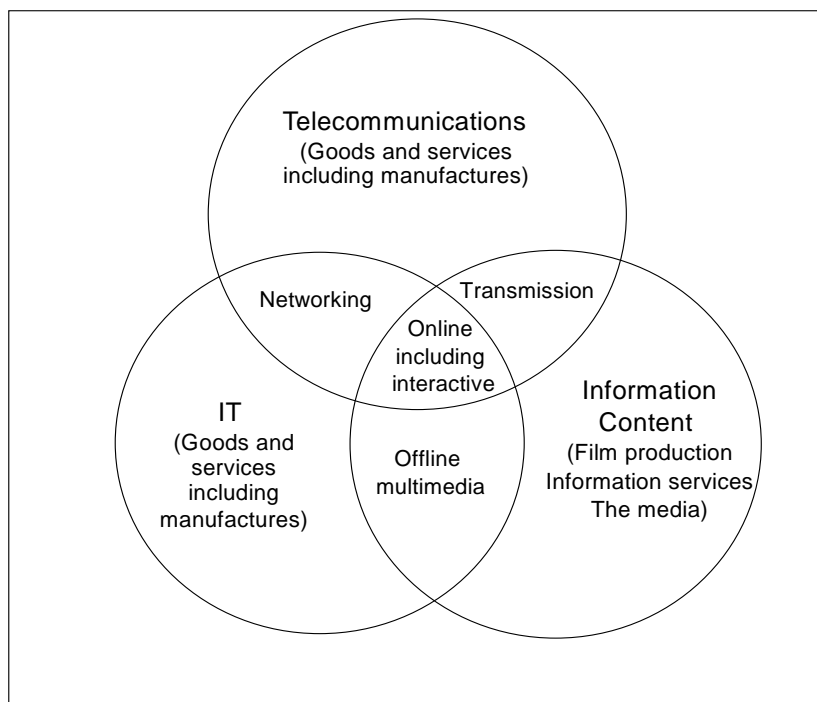 Telecommunications
(Goods and services
including manufactures)
Networking
Transmission
Online
including
interactive
IT
(Goods and
services
including
manufactures)
Offline
multimedia
Information
Content
(Film production
Information services
The media)